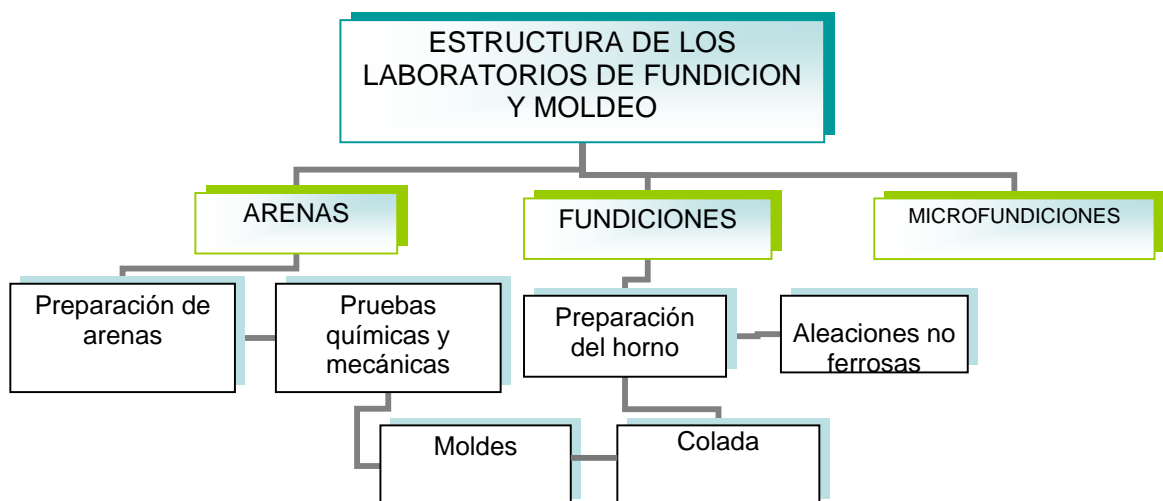 ESTRUCTURA DE LOS
LABORATORIOS DE FUNDICION
Y MOLDEO
ARENAS
FUNDICIONES
MICROFUNDICIONES
Preparación de
arenas
Pruebas
químicas y
mecánicas
Preparación
del horno
Aleaciones no
ferrosas
Moldes
Colada